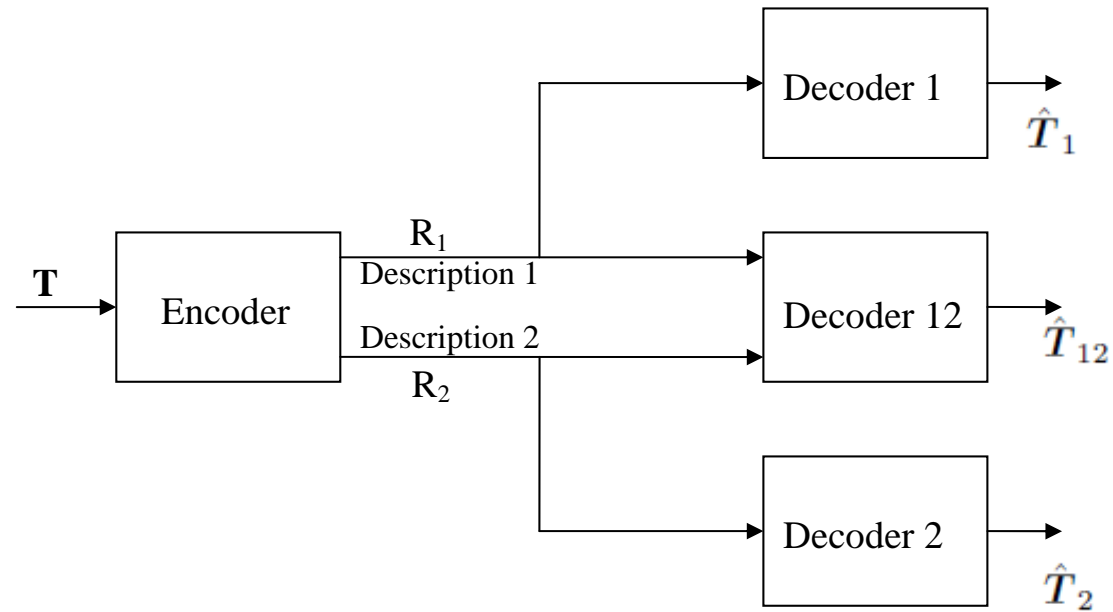 Decoder 1
T̂₁
R₁
Description 1
T
Encoder
Decoder 12
T̂₁₂
Description 2
R₂
Decoder 2
T̂₂